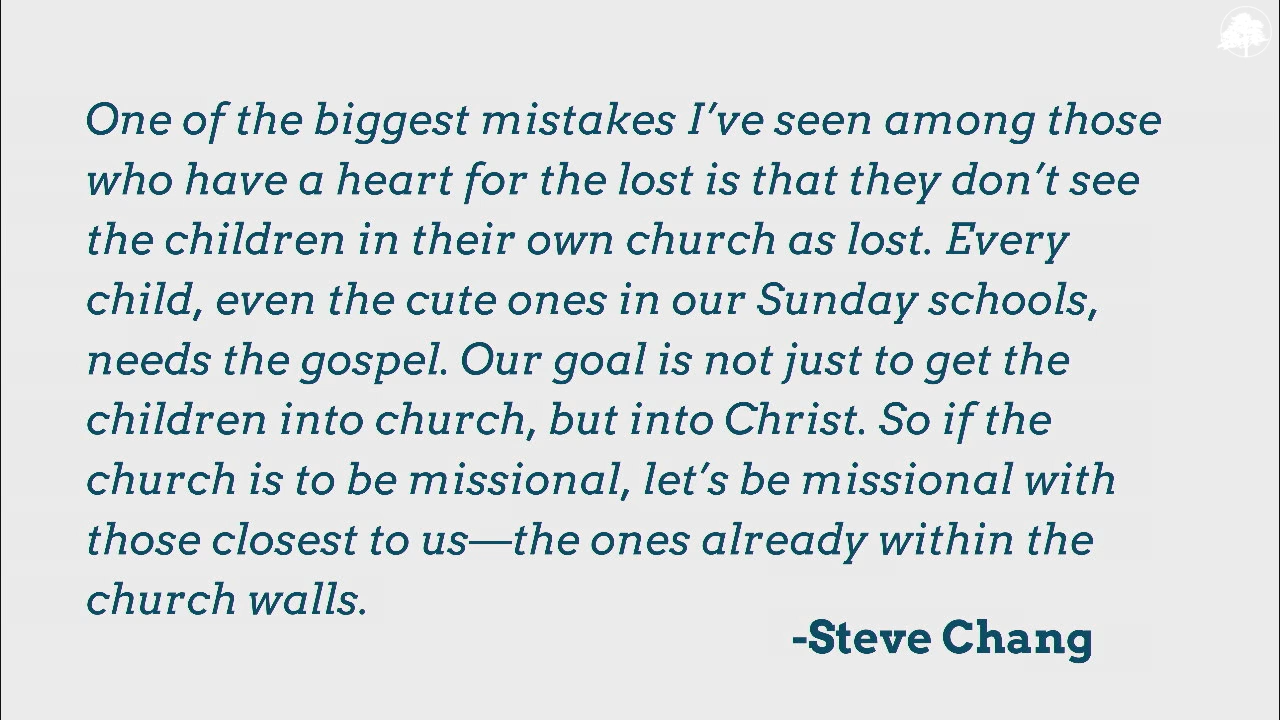 One of the biggest mistakes I’ve seen among those
who have a heart for the lost is that they don’t see
the children in their own church as lost. Every
child, even the cute ones in our Sunday schools,
needs the gospel. Our goal is not just to get the
children into church, but into Christ. So if the
church is to be missional, let’s be missional with
those closest to us—the ones already within the
church walls.
-Steve Chang